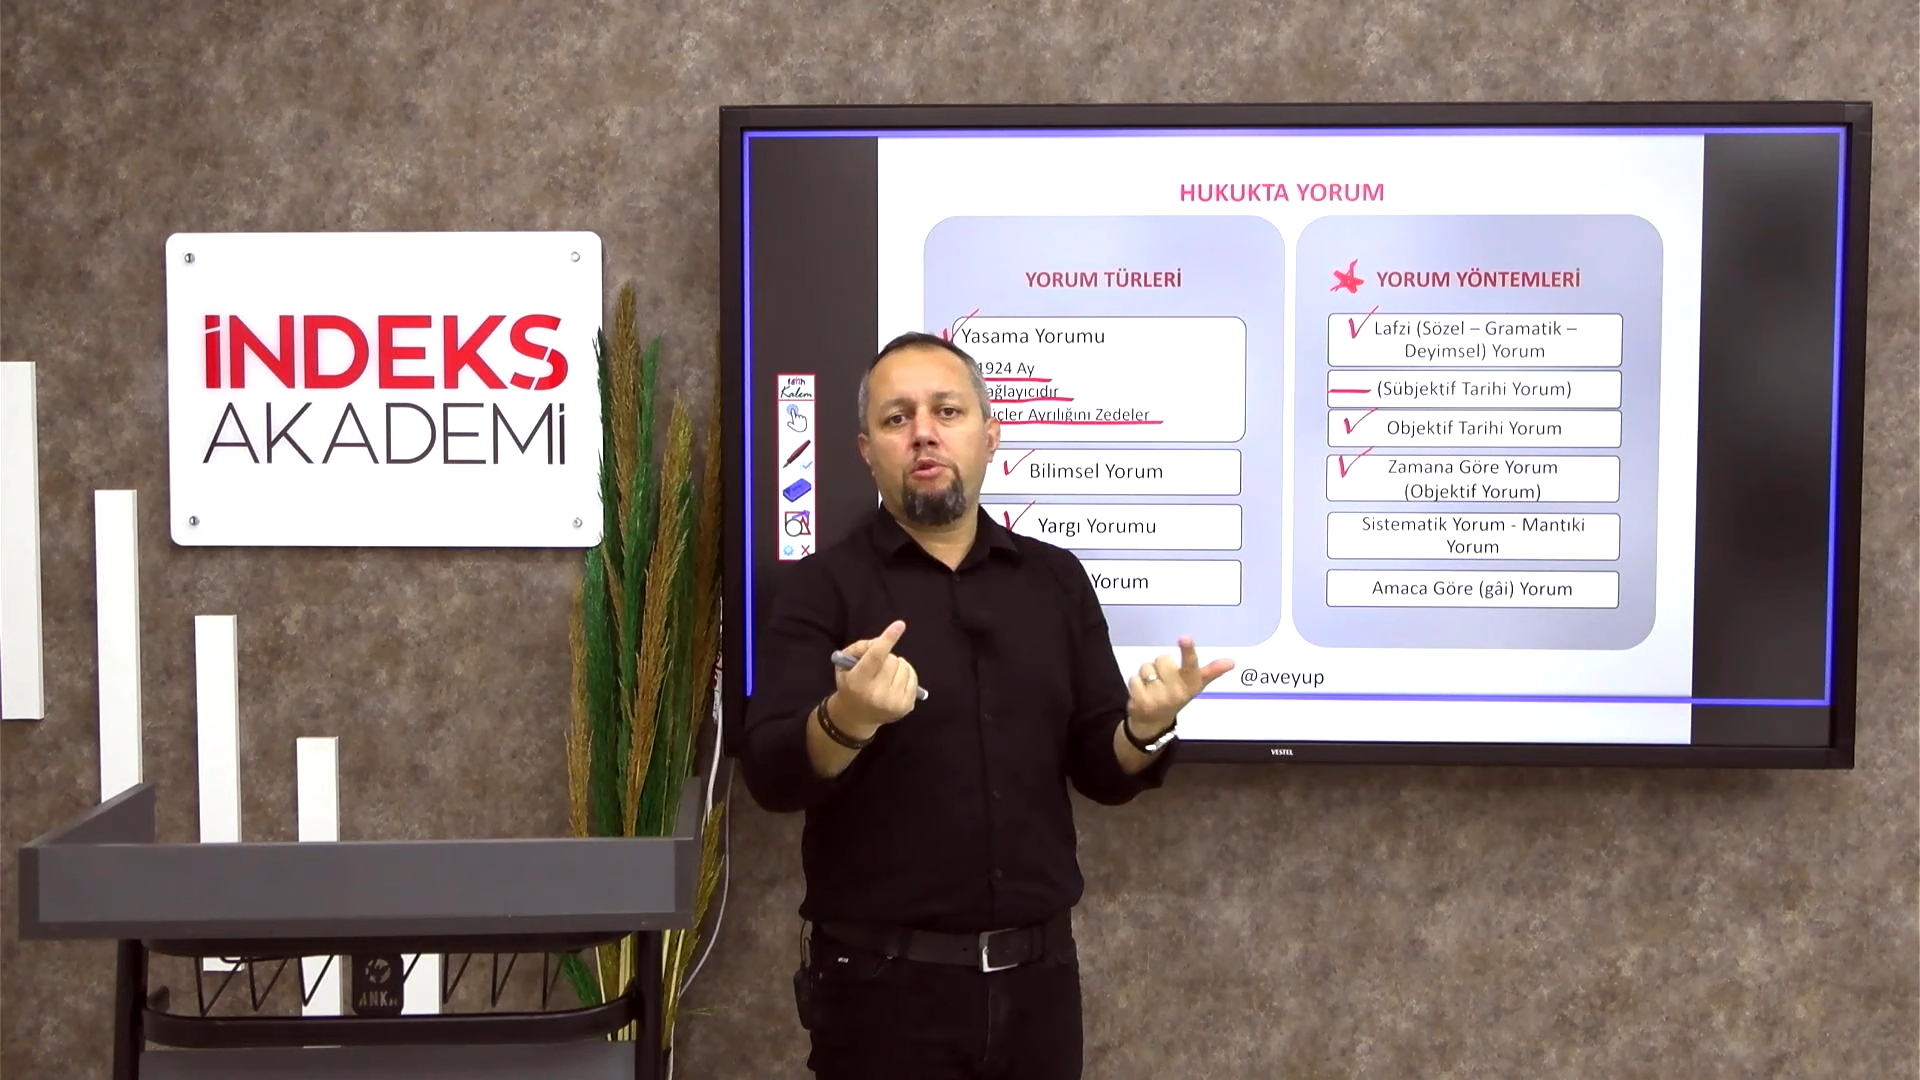 İNDEKS
AKADEMİ
HUKUKTA YORUM
YORUM TÜRLERİ
Yasama Yorumu
1924 Ay
ağlayıcıdır
üçler Ayrılığını Zedeler
Bilimsel Yorum
Yargı Yorumu
Yorum
YORUM YÖNTEMLERİ
Lafzi (Sözel – Gramatik –
Deyimsel) Yorum
(Sübjektif Tarihi Yorum)
Objektif Tarihi Yorum
Zamana Göre Yorum
(Objektif Yorum)
Sistematik Yorum - Mantıki
Yorum
Amaca Göre (gâi) Yorum
@aveyup
Kalem
VESTEL